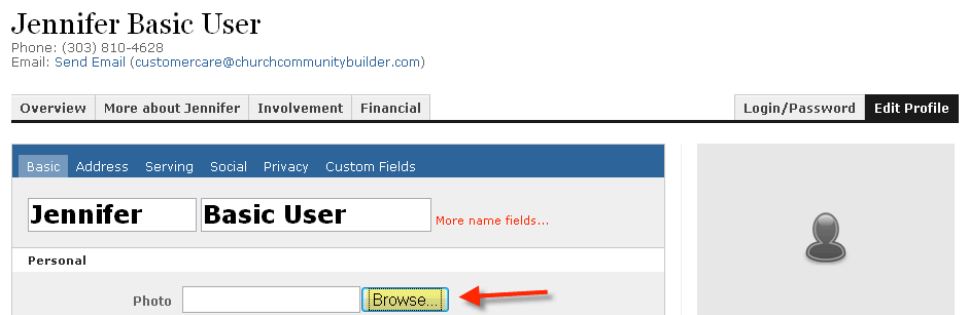 Jennifer Basic User
Phone: (303) 810-4628
Email: Send Email (customercare@churchcommunitybuilder.com)
Overview More about Jennifer Involvement Financial Login/Password Edit Profile
Basic Address Serving Social Privacy Custom Fields
Jennifer Basic User More name fields...
Personal
Photo Browse...